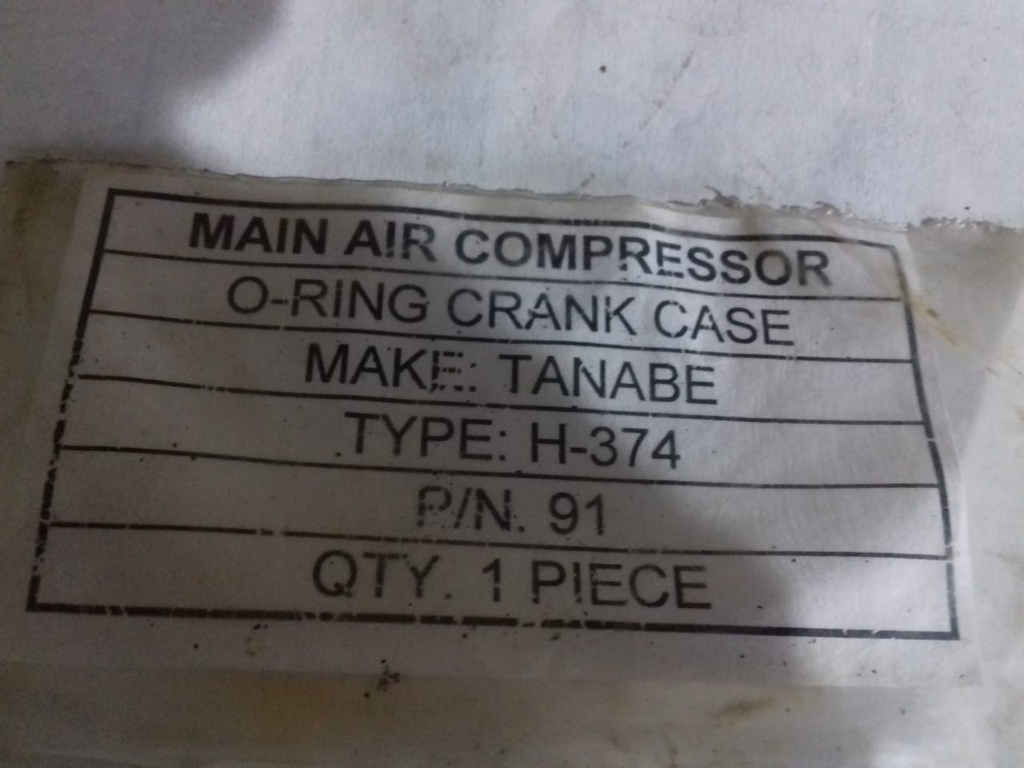 MAIN AIR COMPRESSOR
O-RING CRANK CASE
MAKE: TANABE
TYPE: H-374
P/N. 91
QTY. 1 PIECE